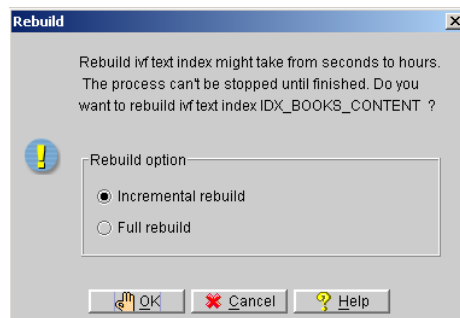 Rebuild
Rebuild ivf text index might take from seconds to hours.
The process can't be stopped until finished. Do you
want to rebuild ivf text index IDX_BOOKS_CONTENT ?
Rebuild option
Incremental rebuild
Full rebuild
OK Cancel Help